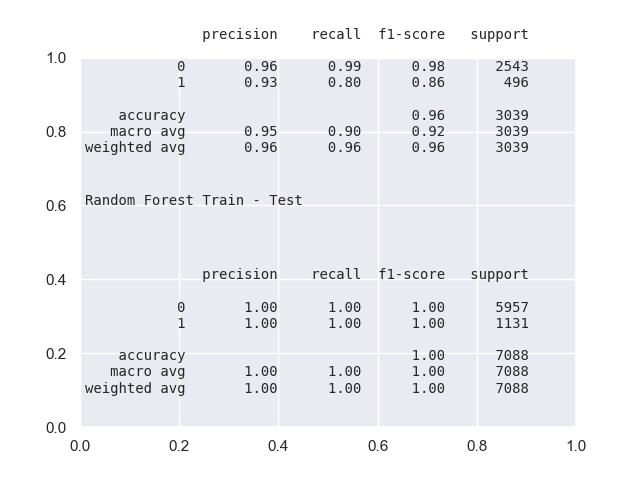 precision recall f1-score support
1.0
0 0.96 0.99 0.98 2543
1 0.93 0.80 0.86 496
accuracy 0.96 3039
0.8
macro avg 0.95 0.90 0.92 3039
weighted avg 0.96 0.96 0.96 3039
0.6
Random Forest Train - Test
0.4
precision recall f1-score support
0 1.00 1.00 1.00 5957
1 1.00 1.00 1.00 1131
0.2
accuracy 1.00 7088
macro avg 1.00 1.00 1.00 7088
weighted avg 1.00 1.00 1.00 7088
0.0
0.0 0.2 0.4 0.6 0.8 1.0